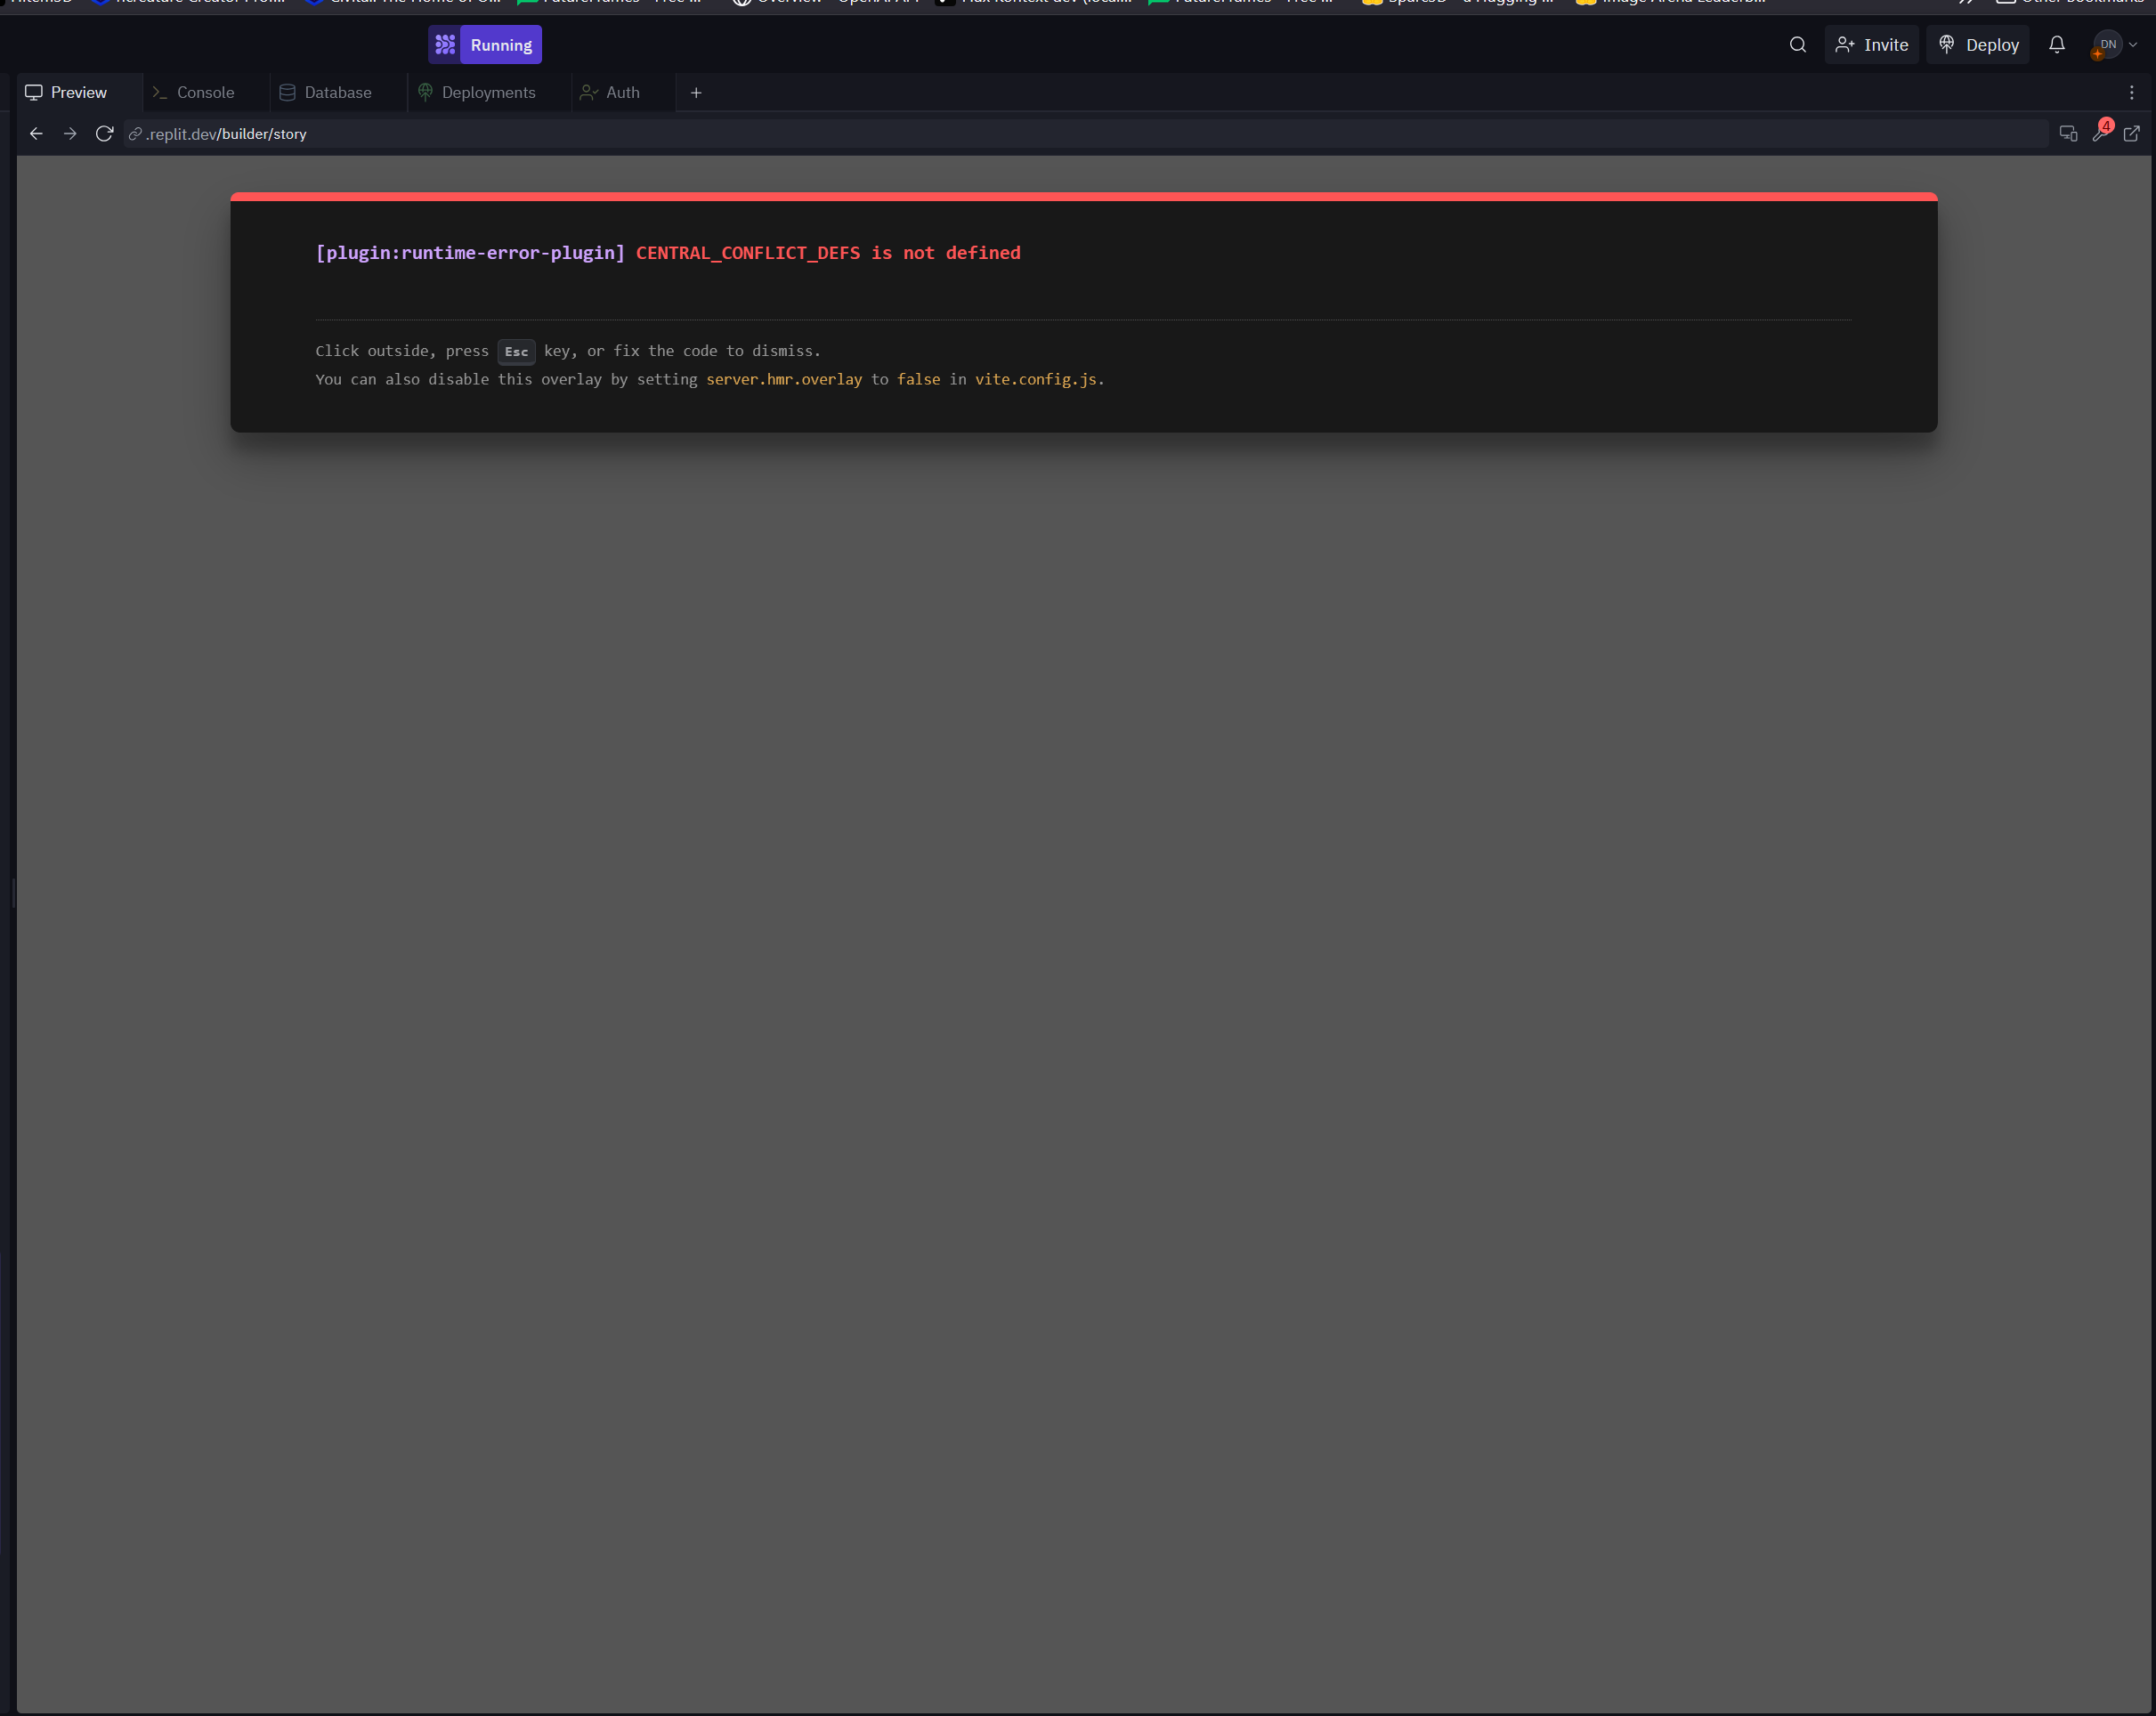 Running
Invite
Deploy
DN
Preview
Console
Database
Deployments
Auth
.replit.dev/builder/story
4
[plugin:runtime-error-plugin] CENTRAL_CONFLICT_DEFS is not defined
Click outside, press Esc key, or fix the code to dismiss.
You can also disable this overlay by setting server.hmr.overlay to false in vite.config.js.